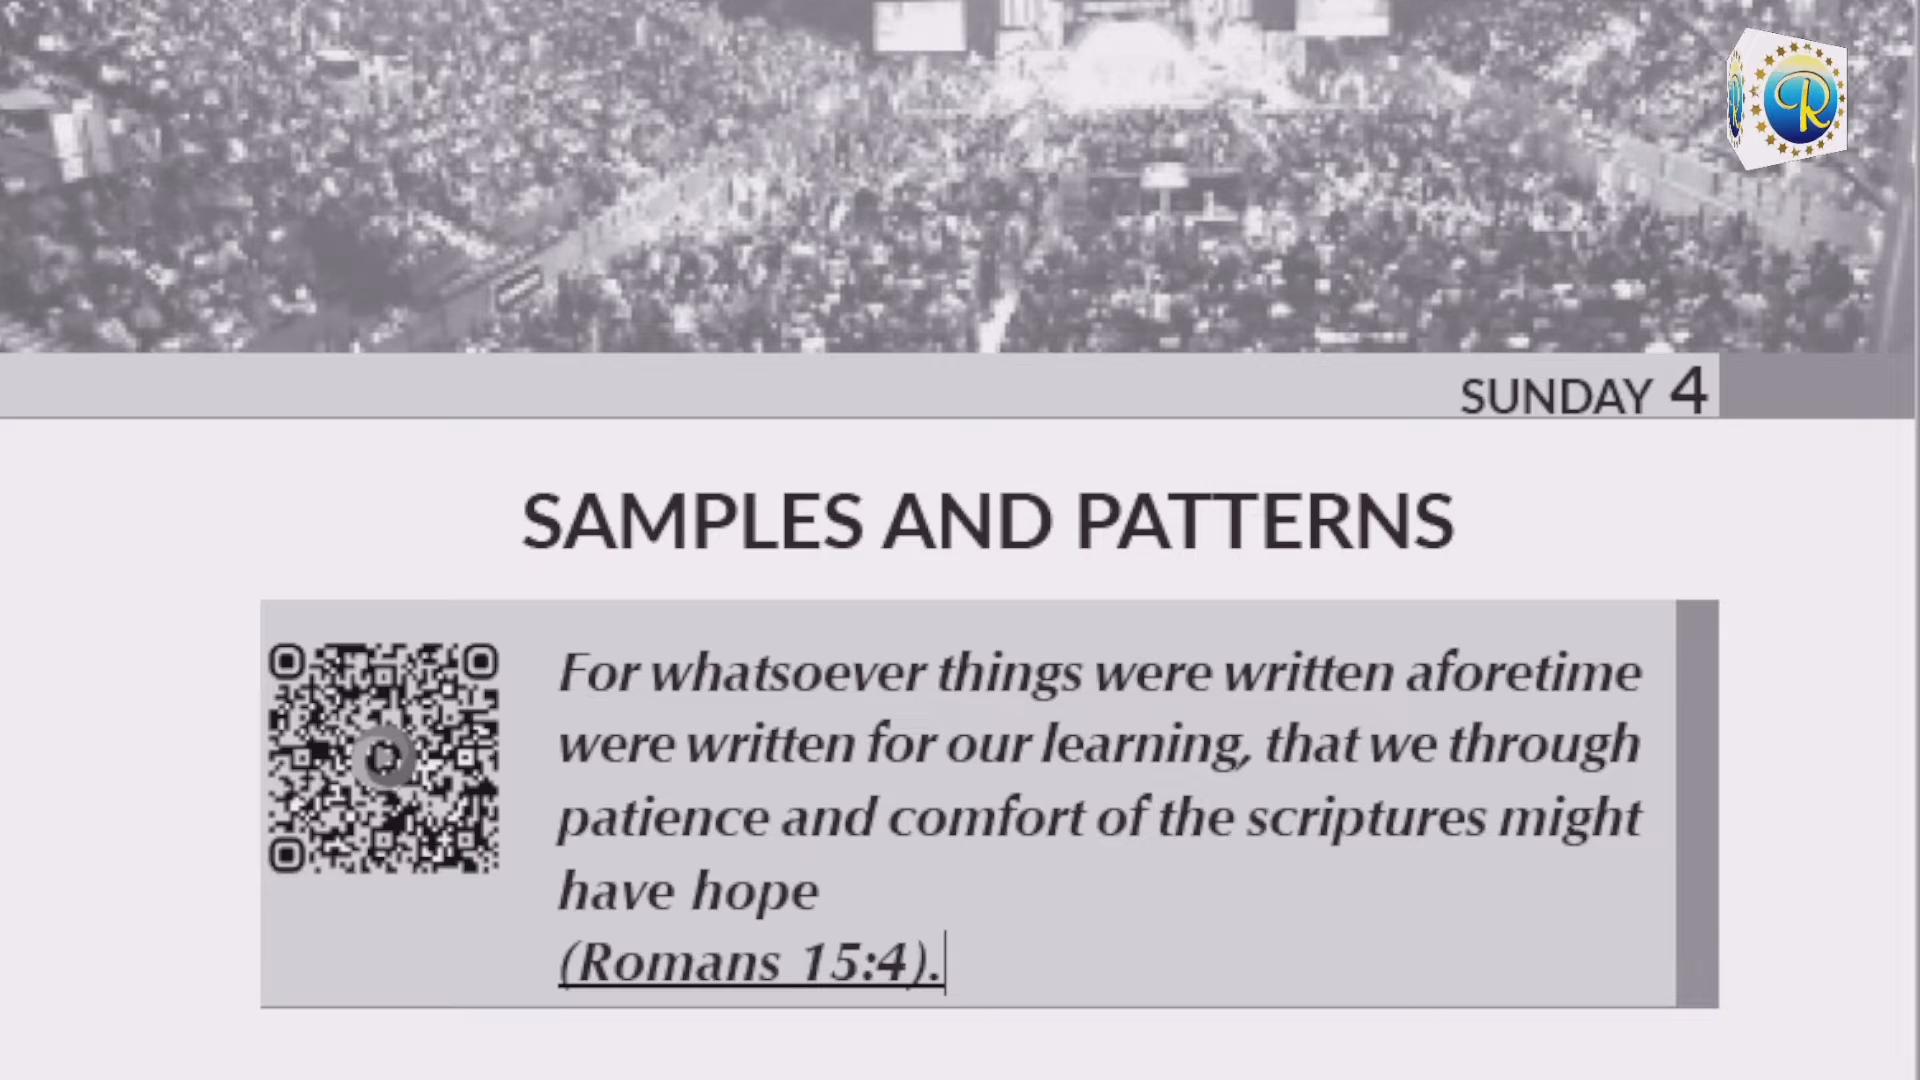 R
SUNDAY 4
SAMPLES AND PATTERNS
For whatsoever things were written aforetime
were written for our learning, that we through
patience and comfort of the scriptures might
have hope
(Romans 15:4).